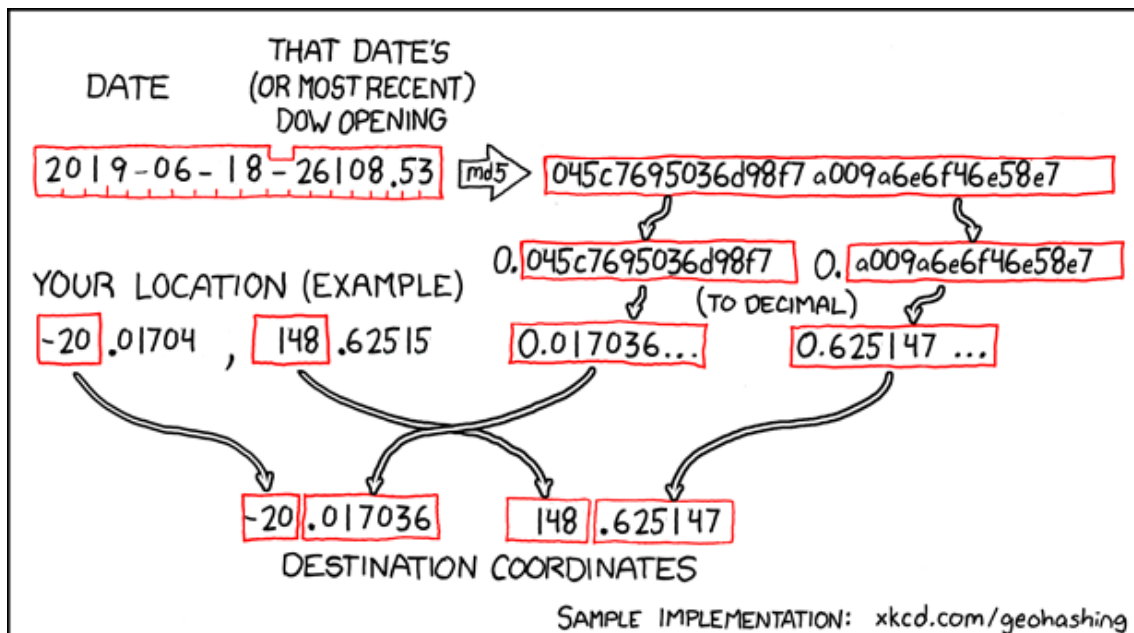 DATE
THAT DATE'S
(OR MOST RECENT)
DOW OPENING
2019-06-18-26108.53
md5
045c7695036d98f7a009a6e6f46e58e7
0.045c7695036d98f7
0.a009a6e6f46e58e7
(TO DECIMAL)
YOUR LOCATION (EXAMPLE)
-20.01704, 148.62515
0.017036...
0.625147...
-20.017036
148.625147
DESTINATION COORDINATES
SAMPLE IMPLEMENTATION: xkcd.com/geohashing